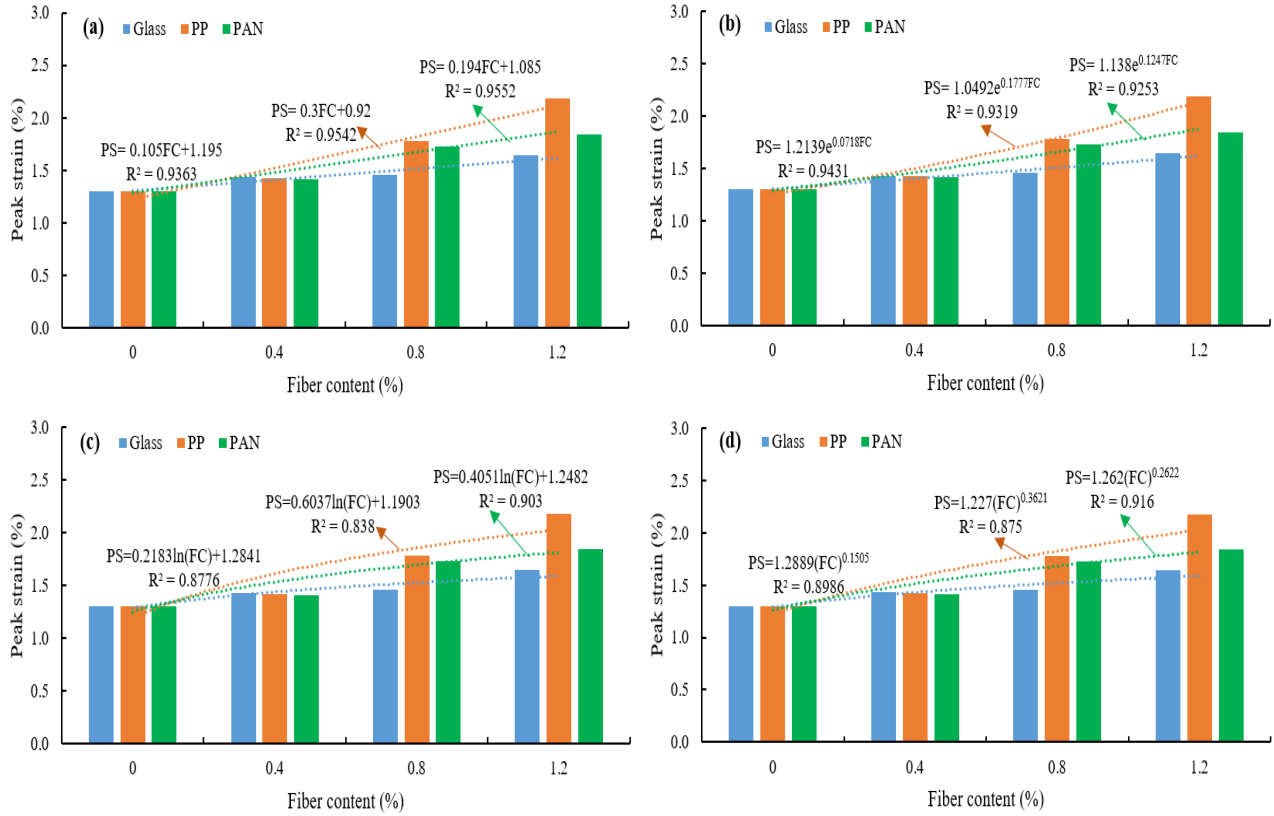 (a)
Glass PP PAN
PS= 0.194FC+1.085
R² = 0.9552
PS= 0.3FC+0.92
R² = 0.9542
PS= 0.105FC+1.195
R² = 0.9363
Peak strain (%)
3.0
2.5
2.0
1.5
1.0
0.5
0.0
0 0.4 0.8 1.2
Fiber content (%)
(b)
Glass PP PAN
PS= 1.138e^0.1247FC
R² = 0.9253
PS= 1.0492e^0.1777FC
R² = 0.9319
PS= 1.2139e^0.0718FC
R² = 0.9431
Peak strain (%)
3.0
2.5
2.0
1.5
1.0
0.5
0.0
0 0.4 0.8 1.2
Fiber content (%)
(c)
Glass PP PAN
PS=0.4051ln(FC)+1.2482
R² = 0.903
PS=0.6037ln(FC)+1.1903
R² = 0.838
PS=0.2183ln(FC)+1.2841
R² = 0.8776
Peak strain (%)
3.0
2.5
2.0
1.5
1.0
0.5
0.0
0 0.4 0.8 1.2
Fiber content (%)
(d)
Glass PP PAN
PS=1.262(FC)^0.2622
R² = 0.916
PS=1.227(FC)^0.3621
R² = 0.875
PS=1.2889(FC)^0.1505
R² = 0.8986
Peak strain (%)
3.0
2.5
2.0
1.5
1.0
0.5
0.0
0 0.4 0.8 1.2
Fiber content (%)